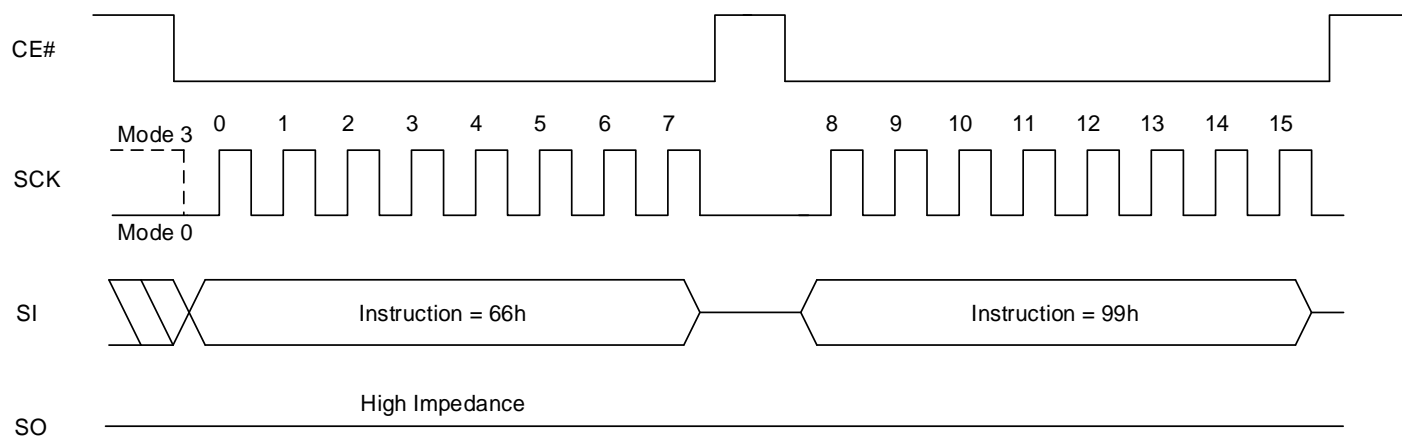 CE#
Mode 3
0 1 2 3 4 5 6 7 8 9 10 11 12 13 14 15
SCK
Mode 0
SI
Instruction = 66h
Instruction = 99h
High Impedance
SO